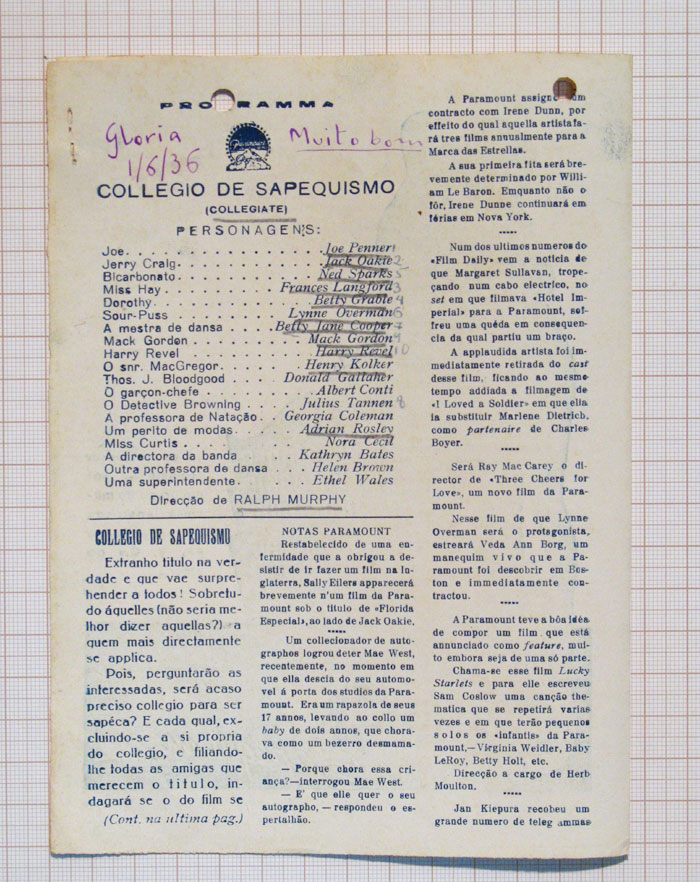 PROGRAMMA
Gloria
1/6/36
Muito bom
COLLEGIO DE SAPEQUISMO
(COLLEGIATE)
PERSONAGENS:
Joe. . . . . . . . . . . . . . . Joe Penner 1
Jerry Craig. . . . . . . . . . . Jack Oakie 2
Bicarbonato. . . . . . . . . . . Ned Sparks 5
Miss Hay. . . . . . . . . Frances Langford 3
Dorothy. . . . . . . . . . . . Betty Grable 4
Sour-Puss . . . . . . . . . Lynne Overman 6
A mestra de dansa . . . Betty Jane Cooper 7
Mack Gordon . . . . . . . . Mack Gordon 9
Harry Revel . . . . . . . . . Harry Revel 10
O snr. MacGregor. . . . . . Henry Kolker
Thos. J. Bloodgood . . . . Donald Gallaher
O garçon-chefe . . . . . . . . Albert Conti
O Detective Browning . . . . Julius Tannen 8
A professora de Natação. . Georgia Coleman
Um perito de modas. . . . . Adrian Rosley
Miss Curtis . . . . . . . . . . Nora Cecil
A directora da banda . . . Kathryn Bates
Outra professora de dansa . . . Helen Brown
Uma superintendente. . . . . . Ethel Wales
Direcção de RALPH MURPHY
COLLEGIO DE SAPEQUISMO
Extranho titulo na ver-
dade e que vae surpre-
hender a todos! Sobretu-
do áquelles (não seria me-
lhor dizer aquellas?) a
quem mais directamente
se applica.
Pois, perguntarão as
interessadas, será acaso
preciso collegio para ser
sapéca? E cada qual, ex-
cluindo-se a si propria
do collegio, e filiando-
lhe todas as amigas que
merecem o titulo, in-
dagará se o do film se
(Cont. na ultima pag.)
NOTAS PARAMOUNT
Restabelecido de uma en-
fermidade que a obrigou a de-
sistir de ir fazer um film na In-
glaterra, Sally Eilers apparecerá
brevemente n'um film da Para-
mount sob o titulo de «Florida
Especial», ao lado de Jack Oakie.
Um collecionador de auto-
graphos logrou deter Mae West,
recentemente, no momento em
que ella descia do seu automo-
vel á porta dos studios da Para-
mount. Era um rapazola de seus
17 annos, levando ao collo um
baby de dois annos, que chora-
va como um bezerro desmama-
do.
— Porque chora essa cri-
ança?—interrogou Mae West.
— E' que elle quer o seu
autographo, — respondeu o es-
pertalhão.
A Paramount assigno um
contracto com Irene Dunn, por
effeito do qual aquella artista fa-
rá tres films annualmente para a
Marca das Estrellas.
A sua primeira fita será bre-
vemente determinado por Willi-
am Le Baron. Emquanto não o
fôr, Irene Dunne continuará em
férias em Nova York.
Num dos ultimos numeros do
«Film Daily» vem a noticia de
que Margaret Sullavan, trope-
çando num cabo electrico, no
set em que filmava «Hotel Im-
perial» para a Paramount, sof-
freu uma quéda em consequen-
cia da qual partiu um braço.
A applaudida artista foi im-
mediatamente retirada do cast
desse film, ficando ao mesmo
tempo addiada a filmagem de
«I Loved a Soldier» em que ella
ia substituir Marlene Dietrich,
como partenaire de Charles
Boyer.
Será Ray Mac Carey o di-
rector de «Three Cheers for
Love», um novo film da Para-
mount.
Nesse film de que Lynne
Overman será o protagonista,
estreará Veda Ann Borg, um
manequim vivo que a Pa-
ramount foi descobrir em Bos-
ton e immediatamente con-
tractou.
A Paramount teve a bôa idéa
de compor um film que está
annunciado como feature, mui-
to embora seja de uma só parte.
Chama-se esse film Lucky
Starlets e para elle escreveu
Sam Coslow uma canção the-
matica que se repetirá varias
vezes e em que terão pequenos
solos os «infantis» da Para-
mount,—Virginia Weidler, Baby
LeRoy, Betty Holt, etc.
Direcção a cargo de Herb
Moulton.
Jan Kiepura recebeu um
grande numero de teleg ammas